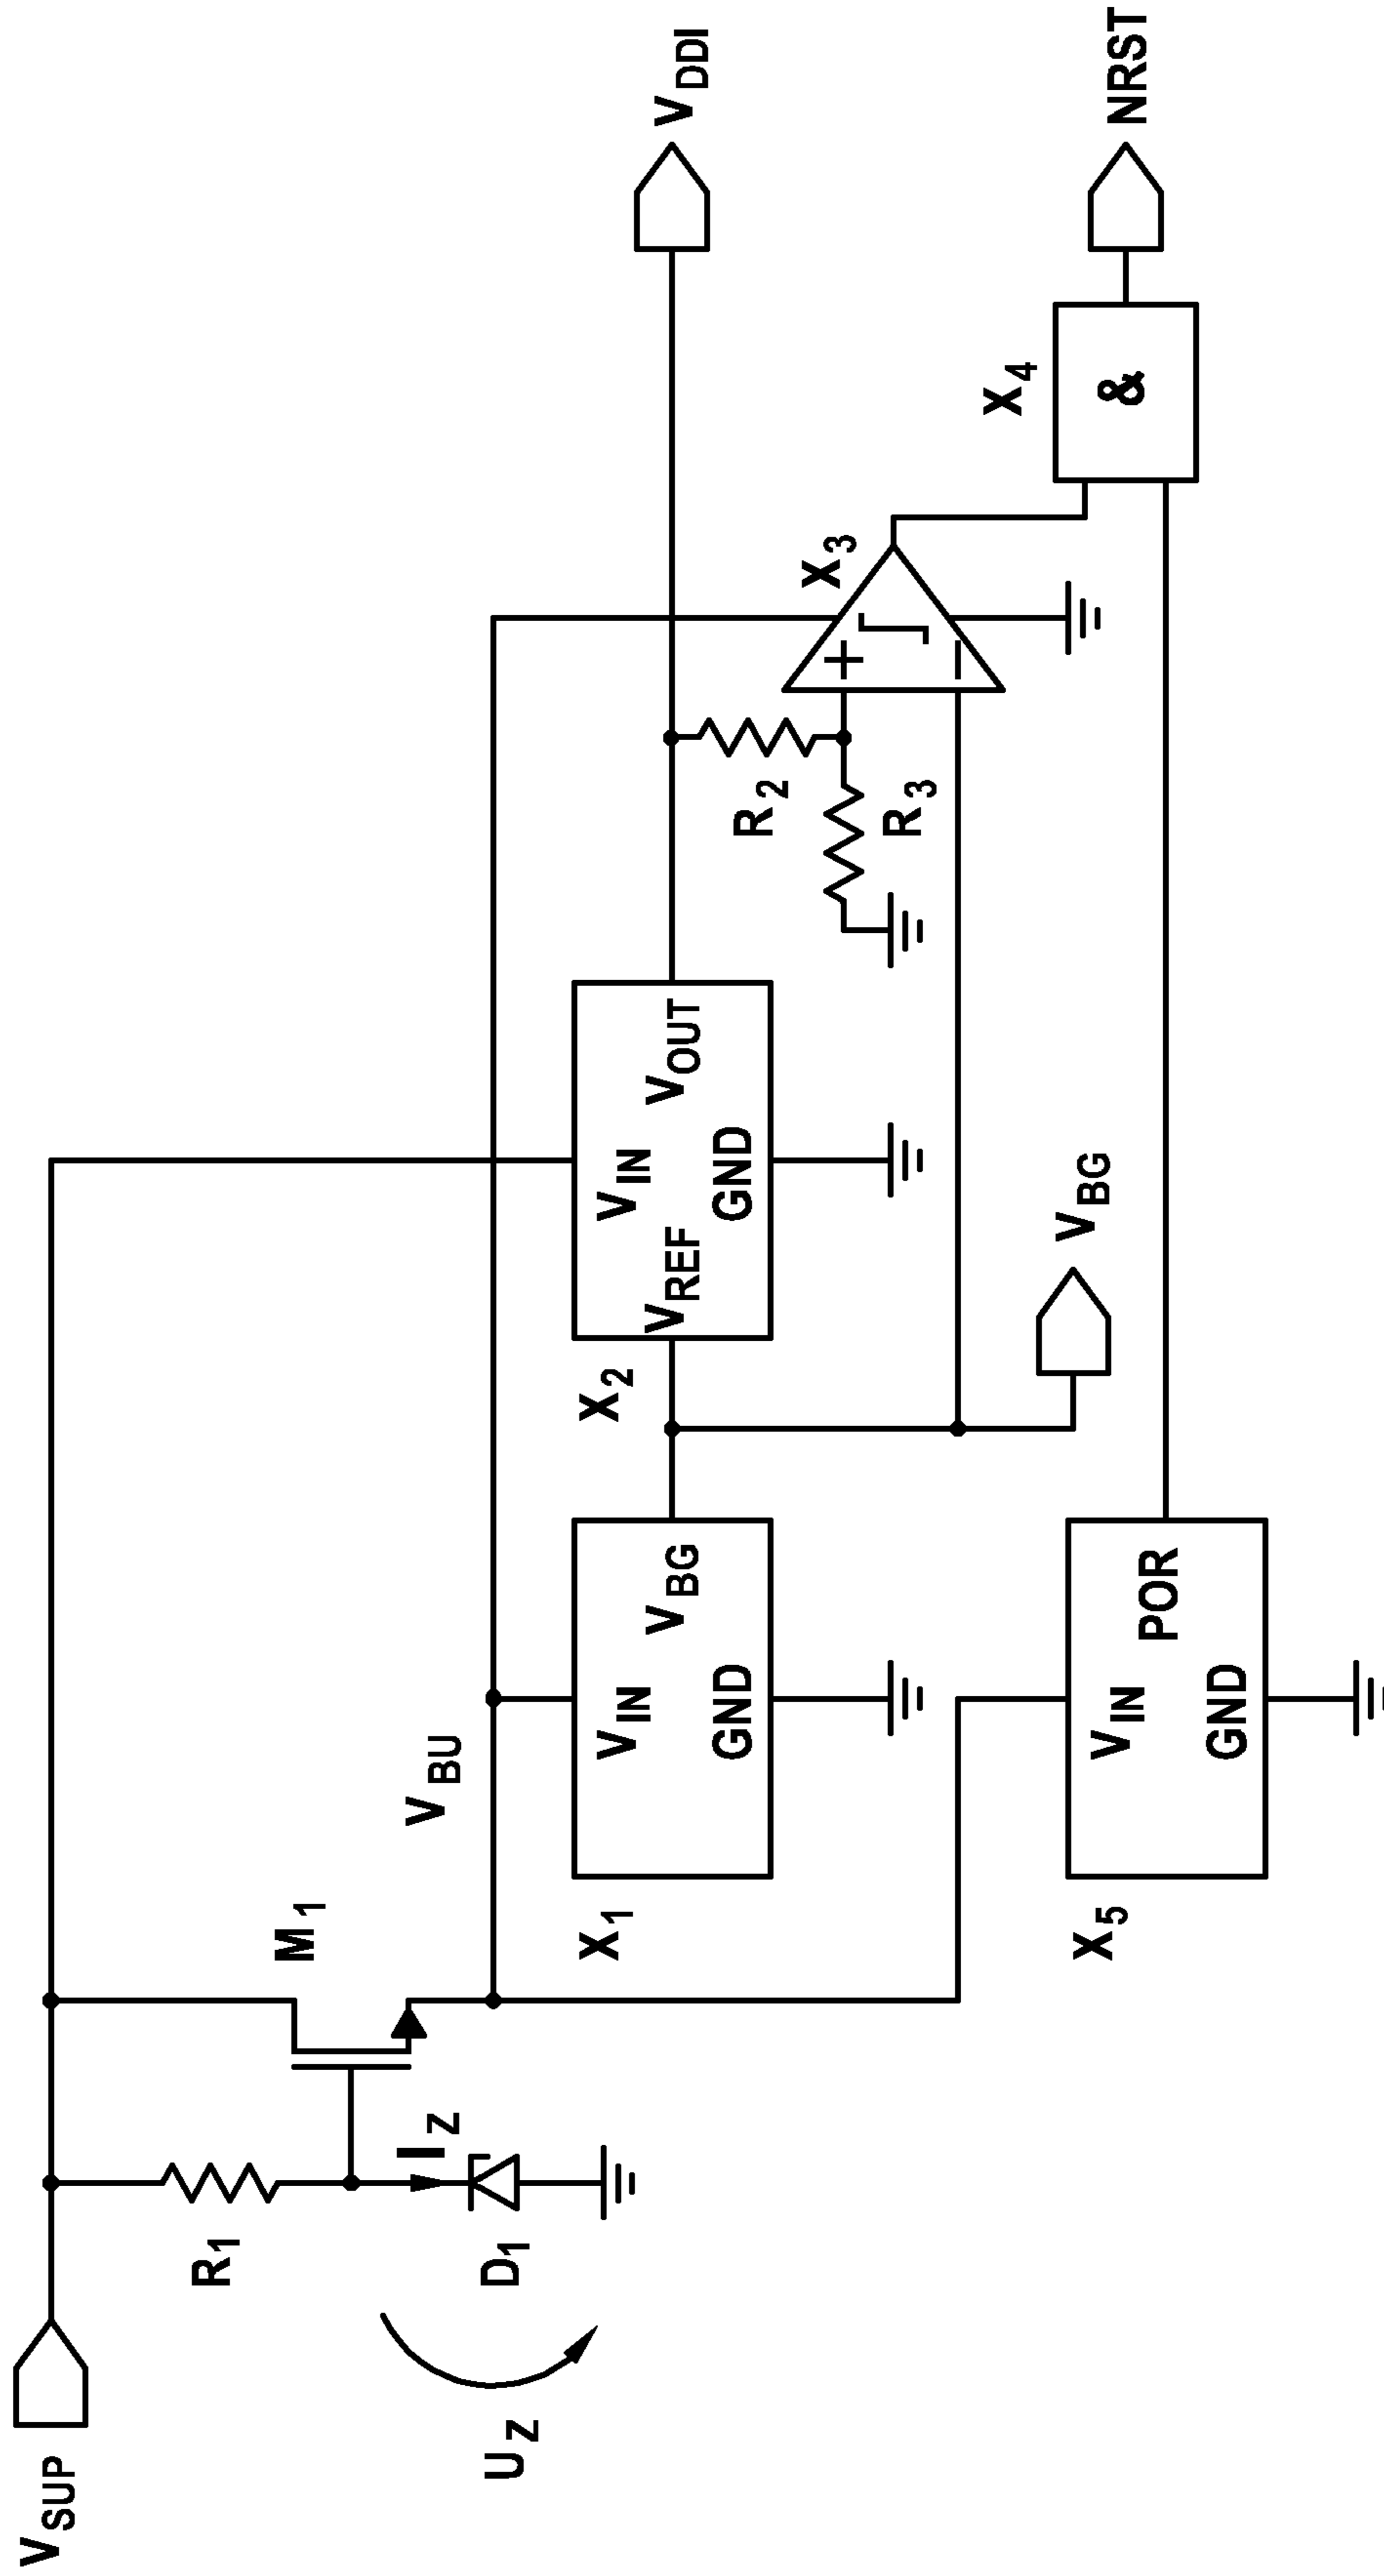 V_SUP
R_1
M_1
I_Z
D_1
U_Z
V_BU
X_1
V_IN
V_BG
GND
X_2
V_IN
V_REF
V_OUT
GND
V_DDI
R_2
R_3
X_3
+
−
X_4
&
NRST
V_BG
X_5
V_IN
POR
GND